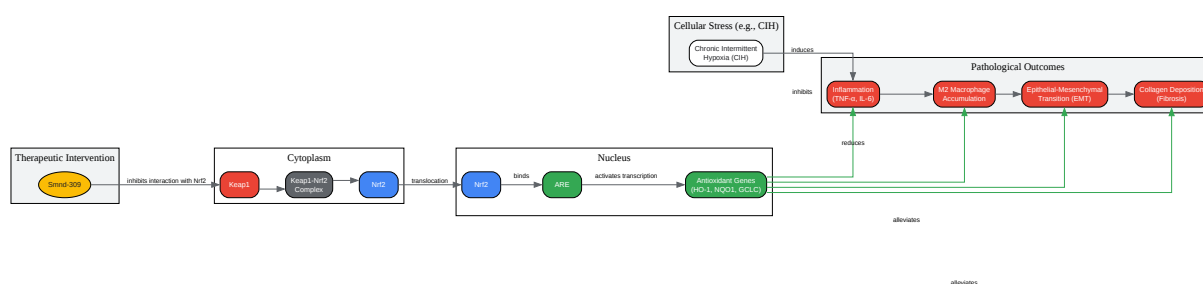 Cellular Stress (e.g., CIH)
Chronic Intermittent
Hypoxia (CIH)
induces
Pathological Outcomes
inhibits
Inflammation
(TNF-α, IL-6)
M2 Macrophage
Accumulation
Epithelial-Mesenchymal
Transition (EMT)
Collagen Deposition
(Fibrosis)
reduces
Therapeutic Intervention
Smnd-309
inhibits interaction with Nrf2
Cytoplasm
Keap1
Keap1-Nrf2
Complex
Nrf2
translocation
Nucleus
Nrf2
binds
ARE
activates transcription
Antioxidant Genes
(HO-1, NQO1, GCLC)
alleviates
alleviates